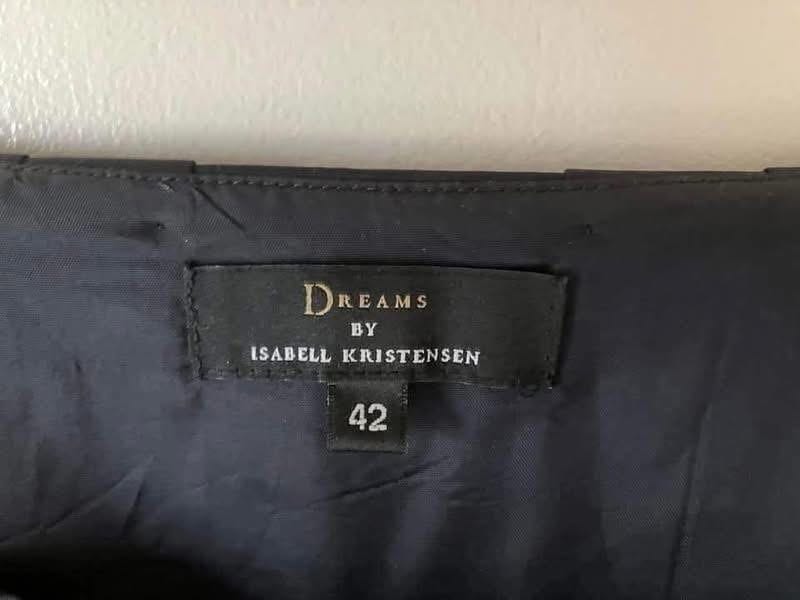 DREAMS
BY
ISABELL KRISTENSEN
42